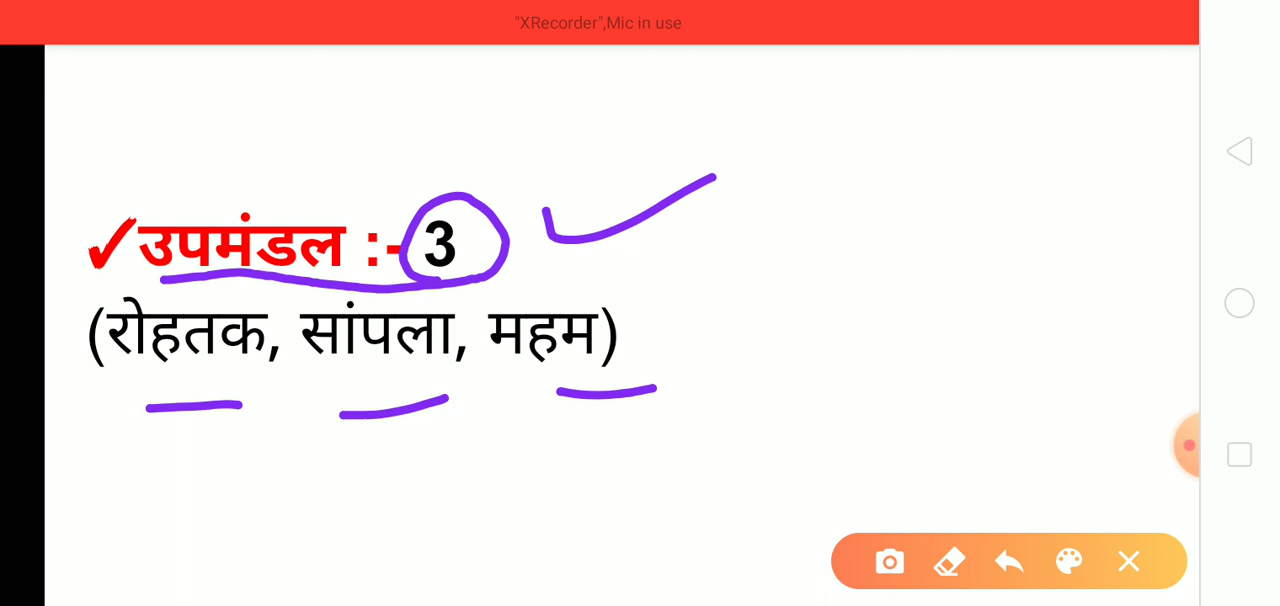 "XRecorder",Mic in use
✓उपमंडल :- 3
(रोहतक, सांपला, महम)